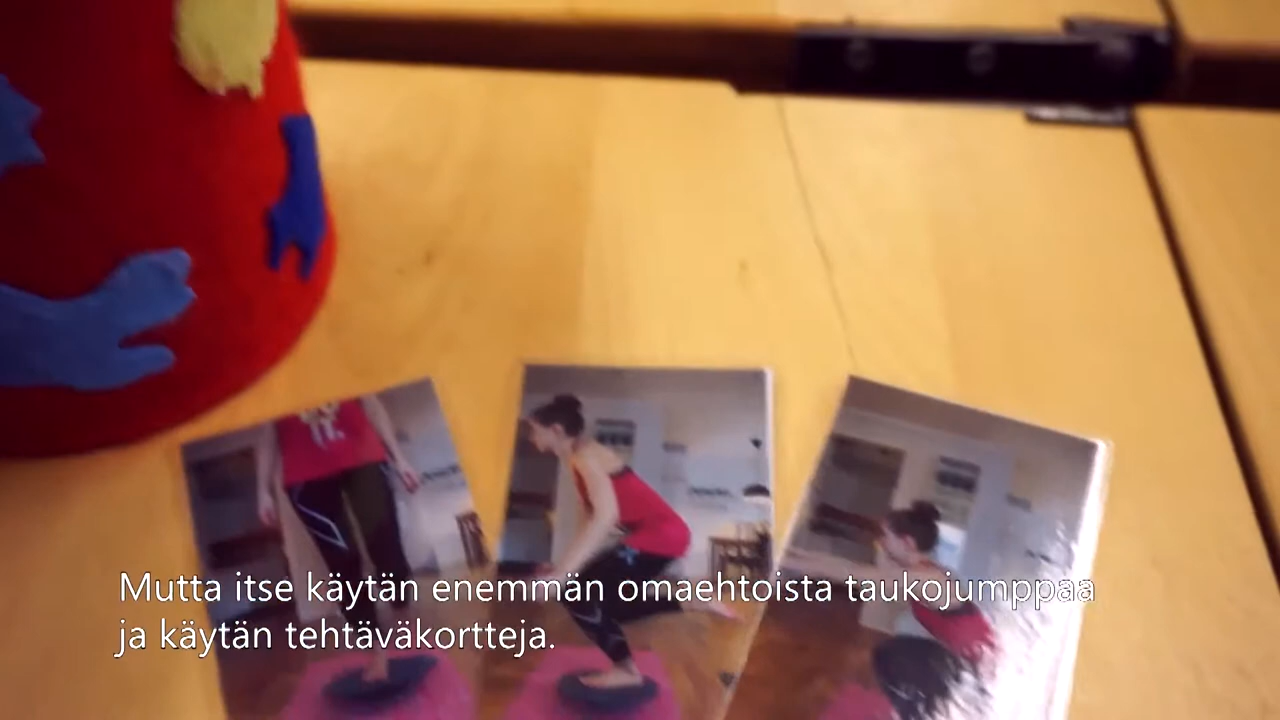 Mutta itse käytän enemmän omaehtoista taukojumppaa
ja käytän tehtäväkortteja.